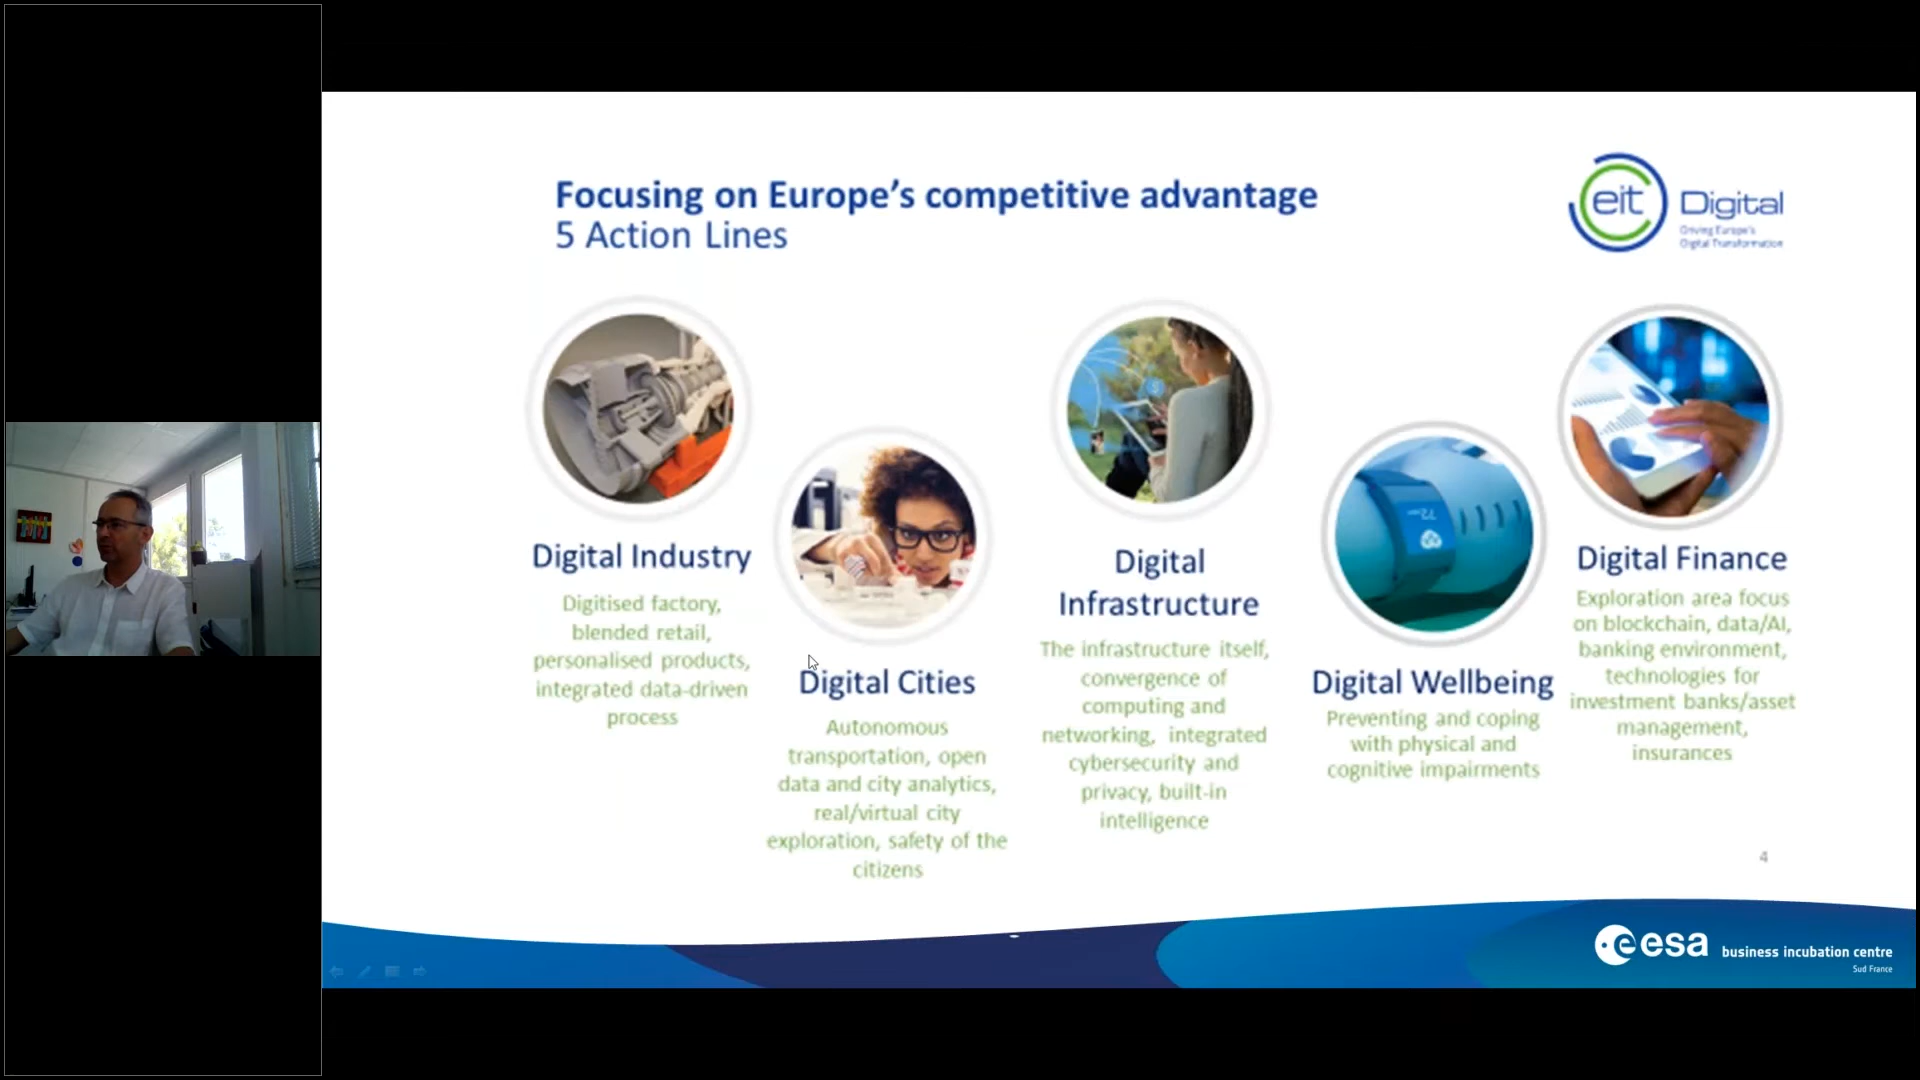 Focusing on Europe's competitive advantage
5 Action Lines
eit Digital
Driving Europe's
Digital Transformation
Digital Industry
Digitised factory,
blended retail,
personalised products,
integrated data-driven
process
Digital Cities
Autonomous
transportation, open
data and city analytics,
real/virtual city
exploration, safety of the
citizens
Digital
Infrastructure
The infrastructure itself,
convergence of
computing and
networking, integrated
cybersecurity and
privacy, built-in
intelligence
Digital Wellbeing
Preventing and coping
with physical and
cognitive impairments
Digital Finance
Exploration area focus
on blockchain, data/AI,
banking environment,
technologies for
investment banks/asset
management,
insurances
4
esa business incubation centre
Sud France